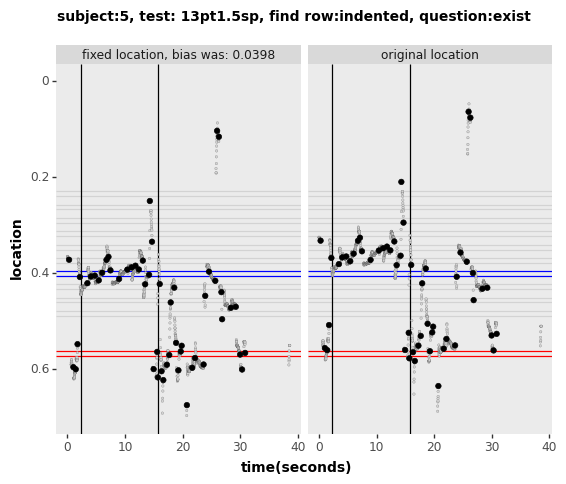 subject:5, test: 13pt1.5sp, find row:indented, question:exist
fixed location, bias was: 0.0398
original location
0
0.2
0.4
0.6
location
0 10 20 30 40
0 10 20 30 40
time(seconds)